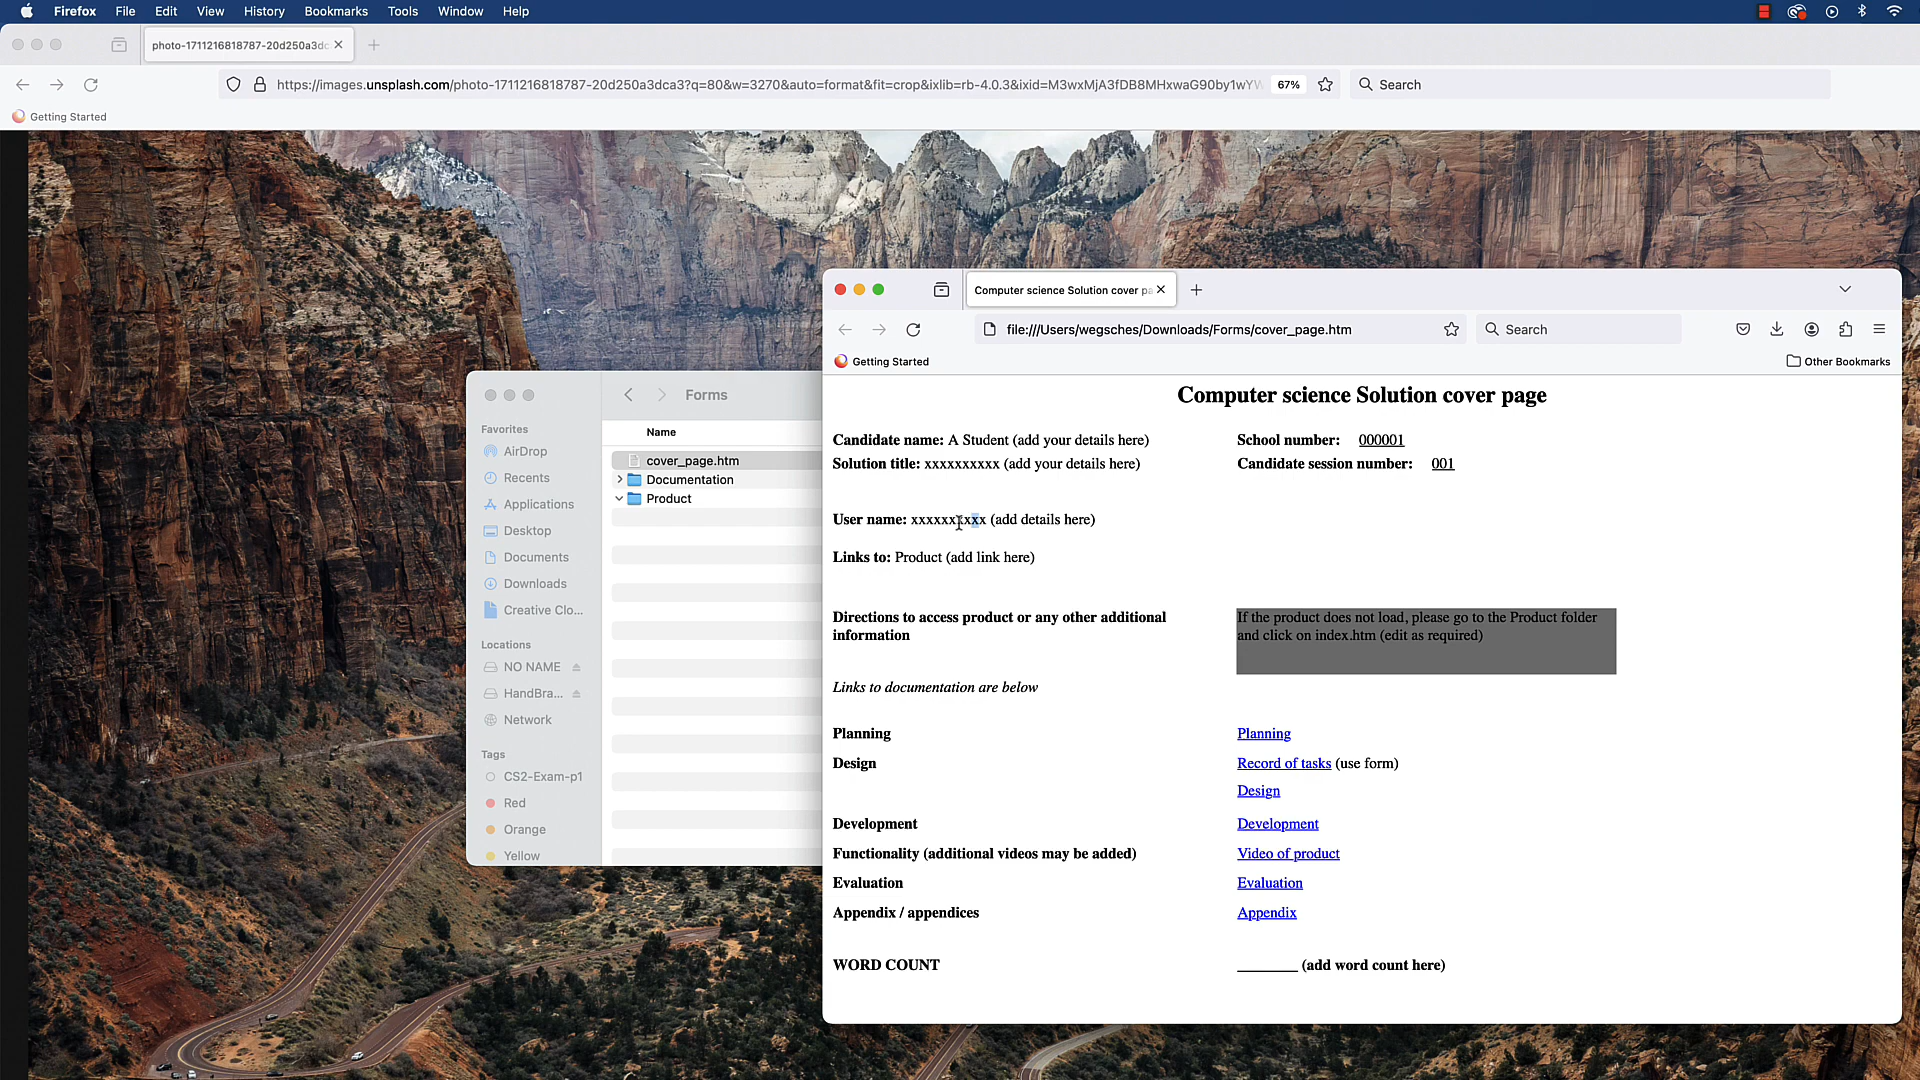 Firefox File Edit View History Bookmarks Tools Window Help
photo-1711216818787-20d250a3dc
https://images.unsplash.com/photo-1711216818787-20d250a3dca3?q=80&w=3270&auto=format&fit=crop&ixlib=rb-4.0.3&ixid=M3wxMjA3fDB8MHxwaG90by1wYW 67% Search
Getting Started
Computer science Solution cover pa
file:///Users/wegsches/Downloads/Forms/cover_page.htm Search
Getting Started Other Bookmarks
Forms
Favorites
AirDrop
Recents
Applications
Desktop
Documents
Downloads
Creative Clo...
Locations
NO NAME
HandBra...
Network
Tags
CS2-Exam-p1
Red
Orange
Yellow
Name
cover_page.htm
Documentation
Product
Computer science Solution cover page
Candidate name: A Student (add your details here) School number: 000001
Solution title: xxxxxxxxxx (add your details here) Candidate session number: 001
User name: xxxxxxxxxx (add details here)
Links to: Product (add link here)
Directions to access product or any other additional
information
If the product does not load, please go to the Product folder
and click on index.htm (edit as required)
Links to documentation are below
Planning Planning
Design Record of tasks (use form)
Design
Development Development
Functionality (additional videos may be added) Video of product
Evaluation Evaluation
Appendix / appendices Appendix
WORD COUNT ________ (add word count here)